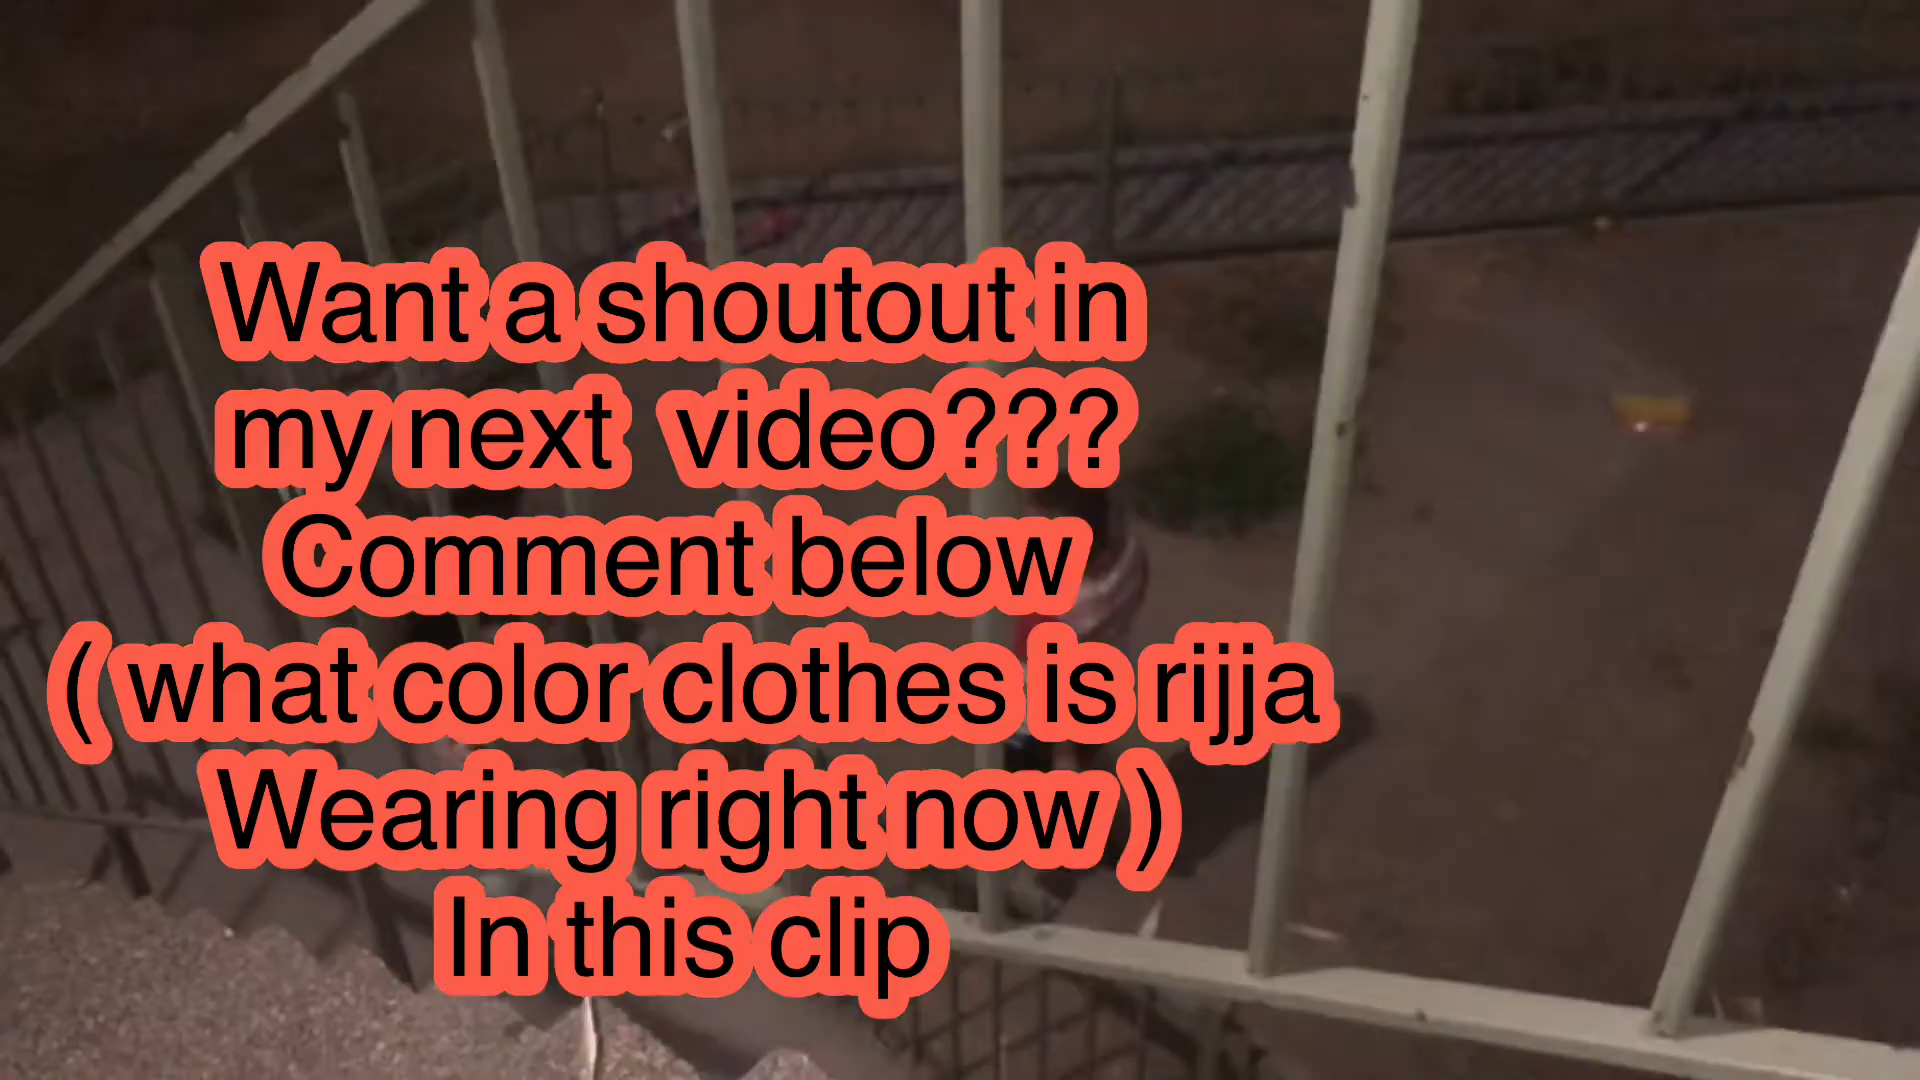 Want a shoutout in
my next  video???
Comment below
( what color clothes is rijja
Wearing right now )
In this clip